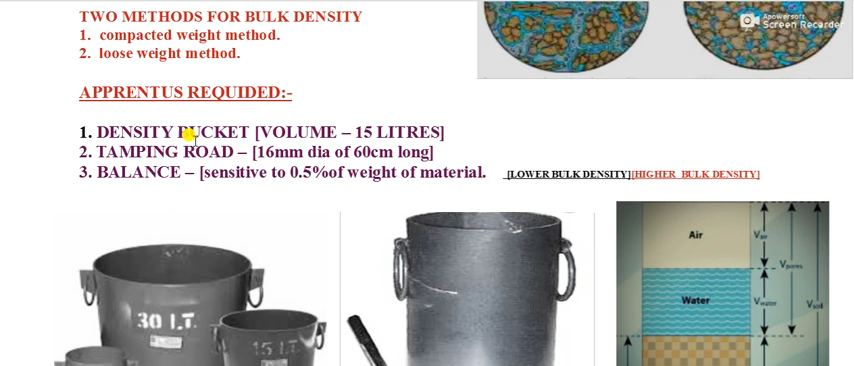 TWO METHODS FOR BULK DENSITY
1. compacted weight method.
2. loose weight method.
Apowersoft
Screen Recorder
APPRENTUS REQUIDED:-
1. DENSITY BUCKET [VOLUME – 15 LITRES]
2. TAMPING ROAD – [16mm dia of 60cm long]
3. BALANCE – [sensitive to 0.5%of weight of material.
[LOWER BULK DENSITY][HIGHER BULK DENSITY]
Air
Vair
Vpores
Water
Vwater
Vsoil
30 LT.
15 LT.